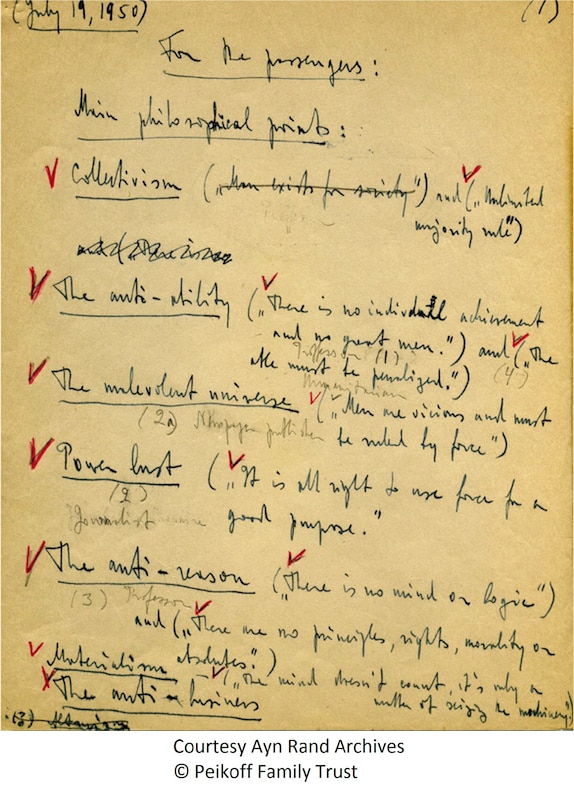 (July 19, 1950) (1)
For the passengers:
Main philosophical points:
Collectivism ("Man exists for society") and ("Unlimited
majority rule")
The anti-ability ("There is no individual achievement
and no great men.") and ("The
Professor (1)
able must be penalized.") (4)
Humanitarian
The malevolent universe ("Men are vicious and must
(2a) Newspaper publisher be ruled by force")
Power lust ("It is all right to use force for a
(2)
Journalist good purpose."
The anti-reason ("There is no mind or logic")
(3) Professor
and ("There are no principles, rights, morality or
Materialism absolutes.")
("The mind doesn't count, it's only a
The anti-business matter of seizing the machinery")
(3)
Courtesy Ayn Rand Archives
© Peikoff Family Trust